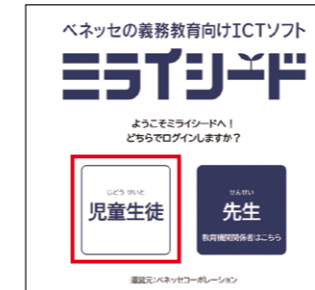 ベネッセの義務教育向けICTソフト
ミライシード
ようこそミライシードへ！
どちらでログインしますか？
じどう せいと
児童生徒
せんせい
先生
教育機関関係者はこちら
運営元:ベネッセコーポレーション